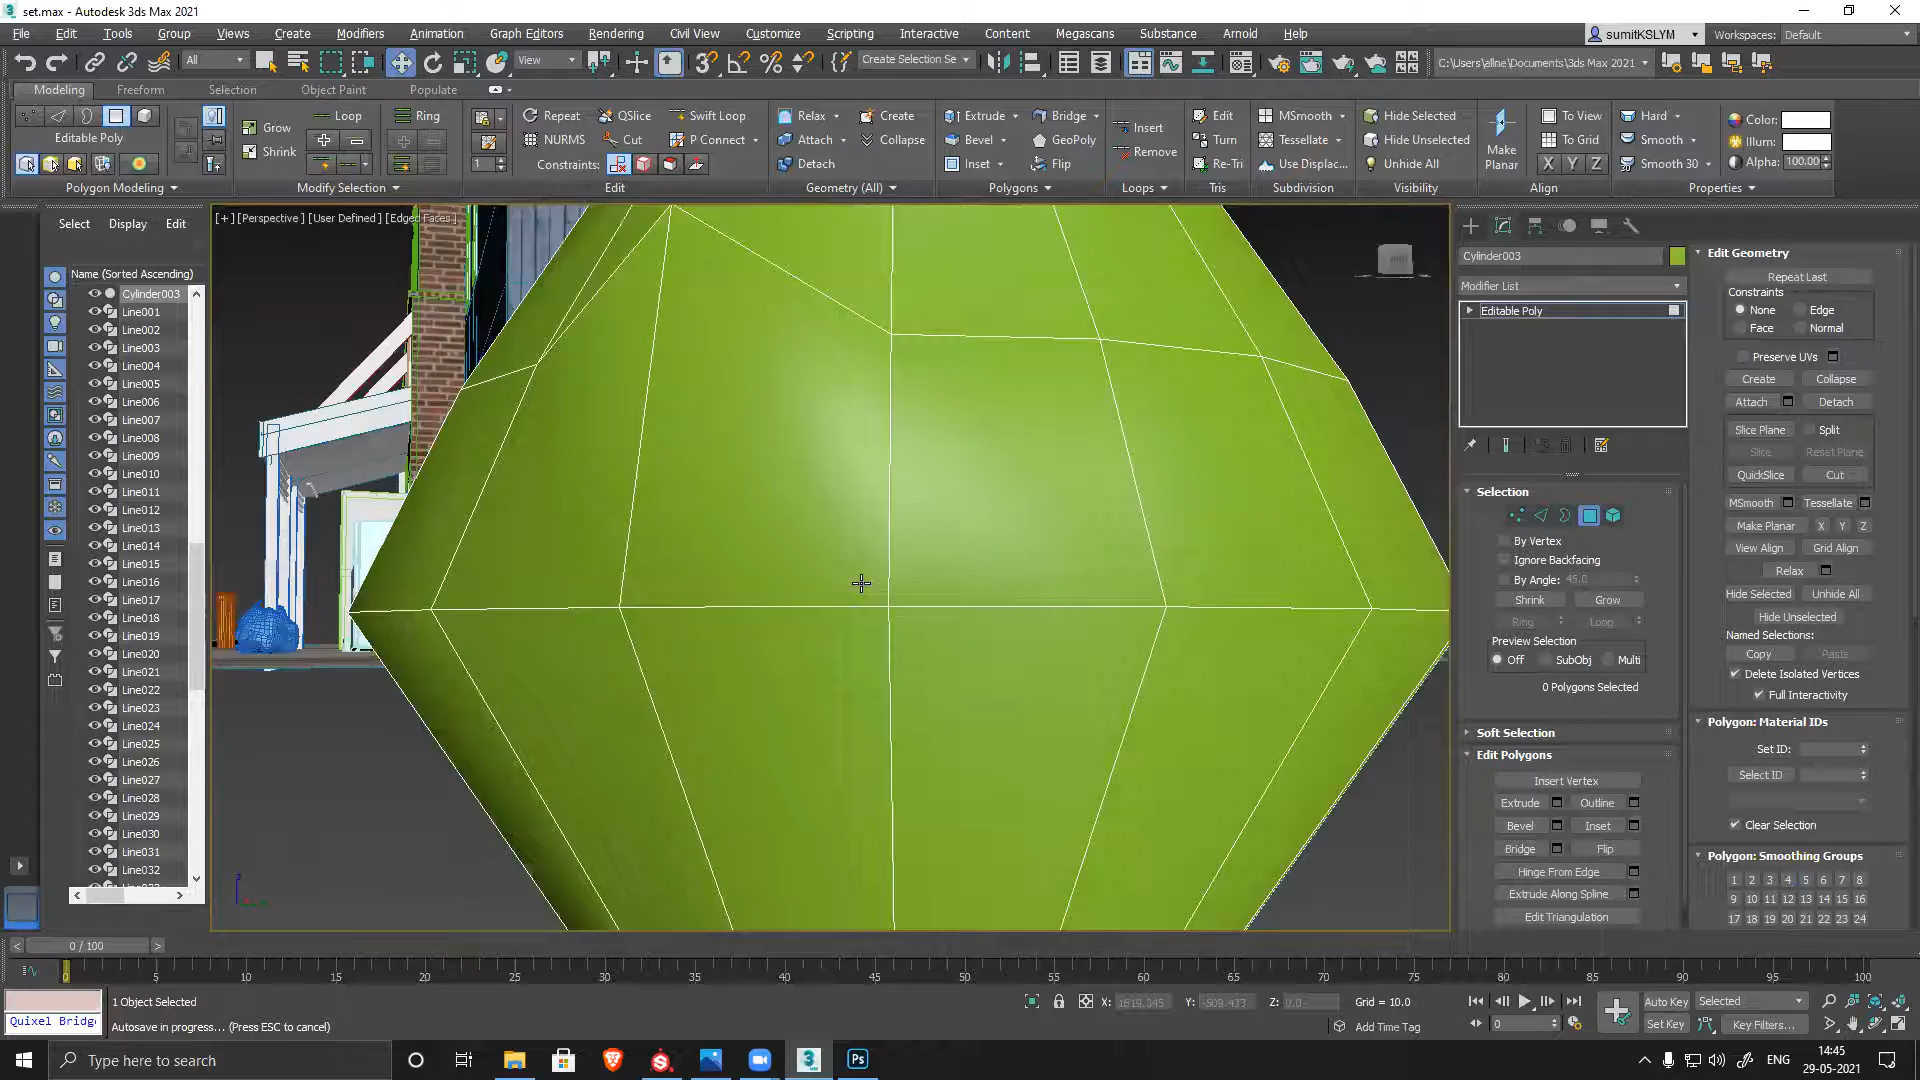 set.max - Autodesk 3ds Max 2021
File Edit Tools Group Views Create Modifiers Animation Graph Editors Rendering Civil View Customize Scripting Interactive Content Megascans Substance Arnold Help sumitKSLYM Workspaces: Default
All View Create Selection Se C:\Users\allne\Documents\3ds Max 2021
Modeling Freeform Selection Object Paint Populate
Grow Loop Ring Repeat QSlice Swift Loop Relax Create Extrude Bridge Insert Edit MSmooth Hide Selected To View Hard Color:
Editable Poly Shrink NURMS Cut P Connect Attach Collapse Bevel GeoPoly Remove Turn Tessellate Hide Unselected Make Planar To Grid Smooth Illum:
1 Constraints: Detach Inset Flip Re-Tri Use Displac... Unhide All X Y Z Smooth 30 Alpha: 100.00
Polygon Modeling Modify Selection Edit Geometry (All) Polygons Loops Tris Subdivision Visibility Align Properties
Select Display Edit
[+] [Perspective] [User Defined] [Edged Faces]
Name (Sorted Ascending)
Cylinder003
Line001
Line002
Line003
Line004
Line005
Line006
Line007
Line008
Line009
Line010
Line011
Line012
Line013
Line014
Line015
Line016
Line017
Line018
Line019
Line020
Line021
Line022
Line023
Line024
Line025
Line026
Line027
Line028
Line029
Line030
Line031
Line032
Cylinder003
Modifier List
Editable Poly
Selection
By Vertex
Ignore Backfacing
By Angle: 45.0
Shrink Grow
Ring Loop
Preview Selection
Off SubObj Multi
0 Polygons Selected
Soft Selection
Edit Polygons
Insert Vertex
Extrude Outline
Bevel Inset
Bridge Flip
Hinge From Edge
Extrude Along Spline
Edit Triangulation
Edit Geometry
Repeat Last
Constraints
None Edge
Face Normal
Preserve UVs
Create Collapse
Attach Detach
Slice Plane Split
Slice Reset Plane
QuickSlice Cut
MSmooth Tessellate
Make Planar X Y Z
View Align Grid Align
Relax
Hide Selected Unhide All
Hide Unselected
Named Selections:
Copy Paste
Delete Isolated Vertices
Full Interactivity
Polygon: Material IDs
Set ID:
Select ID
Clear Selection
Polygon: Smoothing Groups
1 2 3 4 5 6 7 8
9 10 11 12 13 14 15 16
17 18 19 20 21 22 23 24
< 0 / 100 >
0 5 10 15 20 25 30 35 40 45 50 55 60 65 70 75 80 85 90 95 100
1 Object Selected X: 1619.345 Y: -509.433 Z: 0.0 Grid = 10.0 Auto Key Selected
Quixel Bridge Autosave in progress... (Press ESC to cancel) Add Time Tag 0 Set Key Key Filters...
Type here to search Ps ENG 14:45
29-05-2021